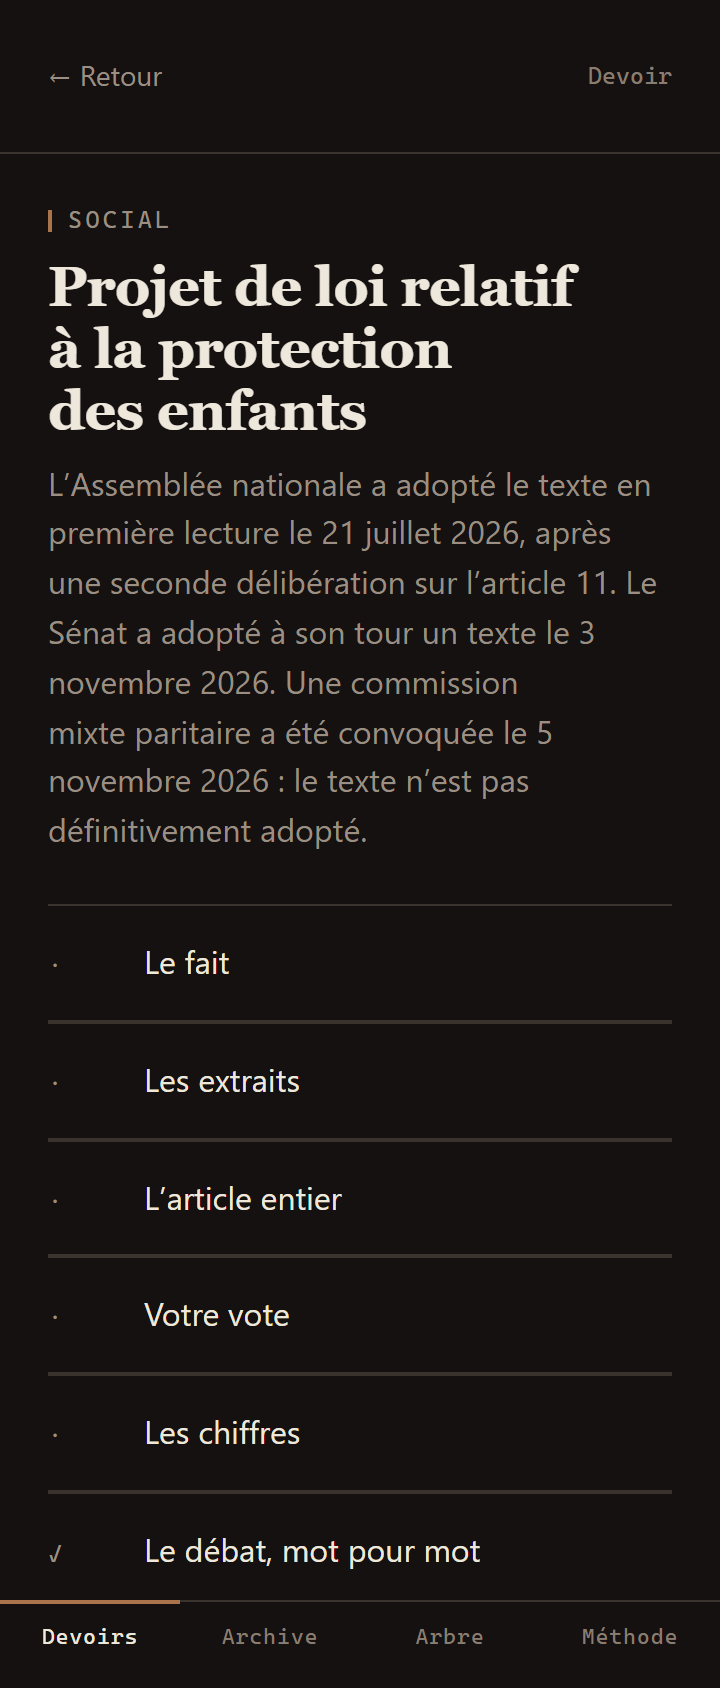 ← Retour
Devoir
SOCIAL
Projet de loi relatif
à la protection
des enfants
L’Assemblée nationale a adopté le texte en
première lecture le 21 juillet 2026, après
une seconde délibération sur l’article 11. Le
Sénat a adopté à son tour un texte le 3
novembre 2026. Une commission
mixte paritaire a été convoquée le 5
novembre 2026 : le texte n’est pas
définitivement adopté.
· Le fait
· Les extraits
· L’article entier
· Votre vote
· Les chiffres
✓ Le débat, mot pour mot
Devoirs Archive Arbre Méthode